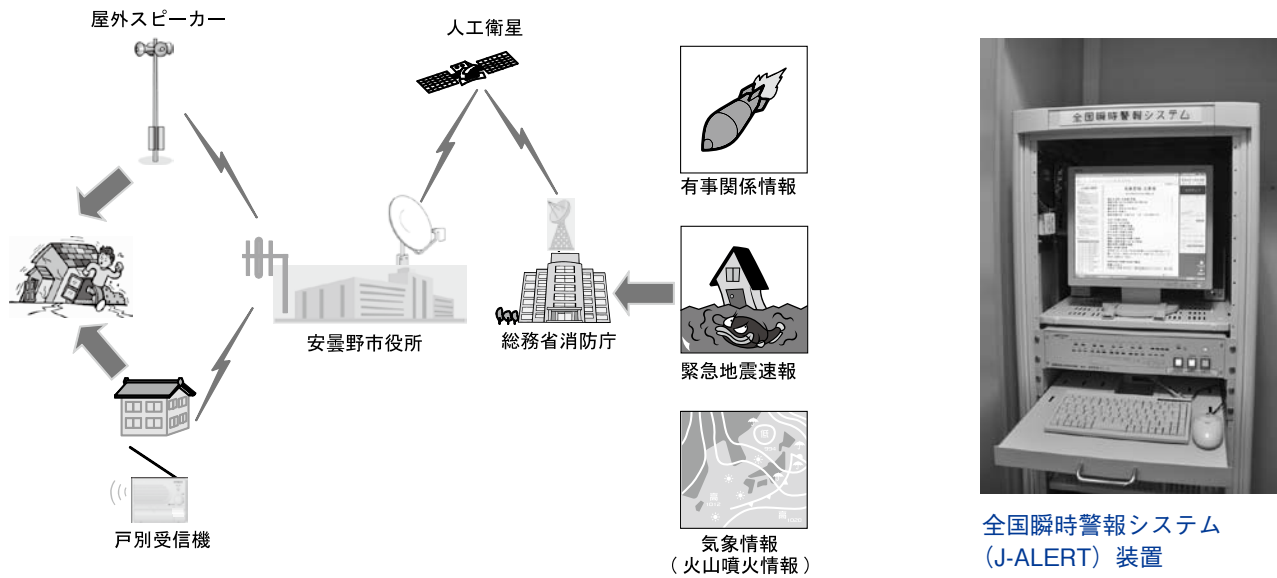 屋外スピーカー
人工衛星
有事関係情報
安曇野市役所
総務省消防庁
緊急地震速報
戸別受信機
気象情報
（火山噴火情報）
全国瞬時警報システム
全国瞬時警報システム
（J-ALERT）装置